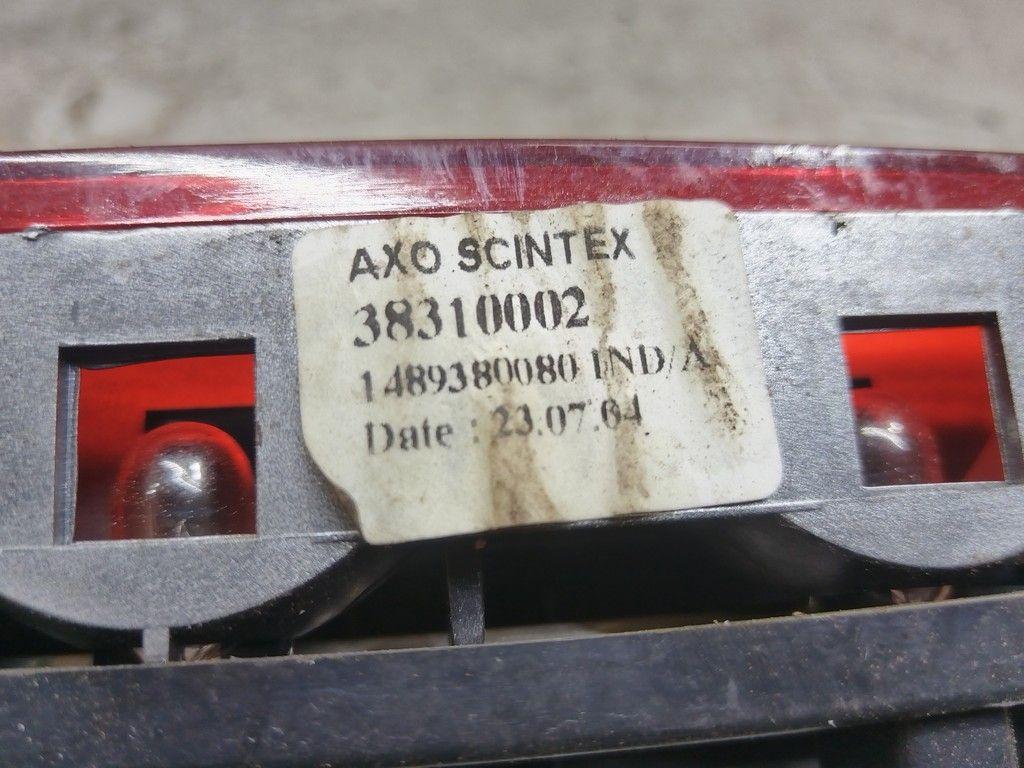 AXO SCINTEX
38310002
1489380080 IND/A
Date : 23.07.04